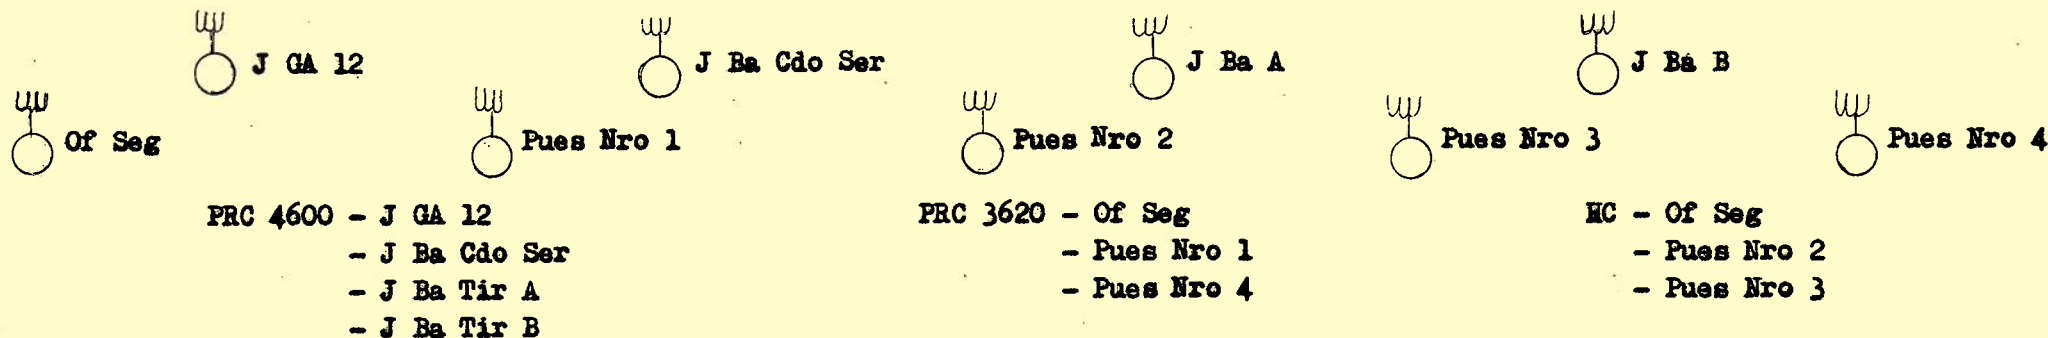 J GA 12 J Ba Cdo Ser J Ba A J Ba B
Of Seg Pues Nro 1 Pues Nro 2 Pues Nro 3 Pues Nro 4
PRC 4600 - J GA 12 PRC 3620 - Of Seg HC - Of Seg
- J Ba Cdo Ser - Pues Nro 1 - Pues Nro 2
- J Ba Tir A - Pues Nro 4 - Pues Nro 3
- J Ba Tir B